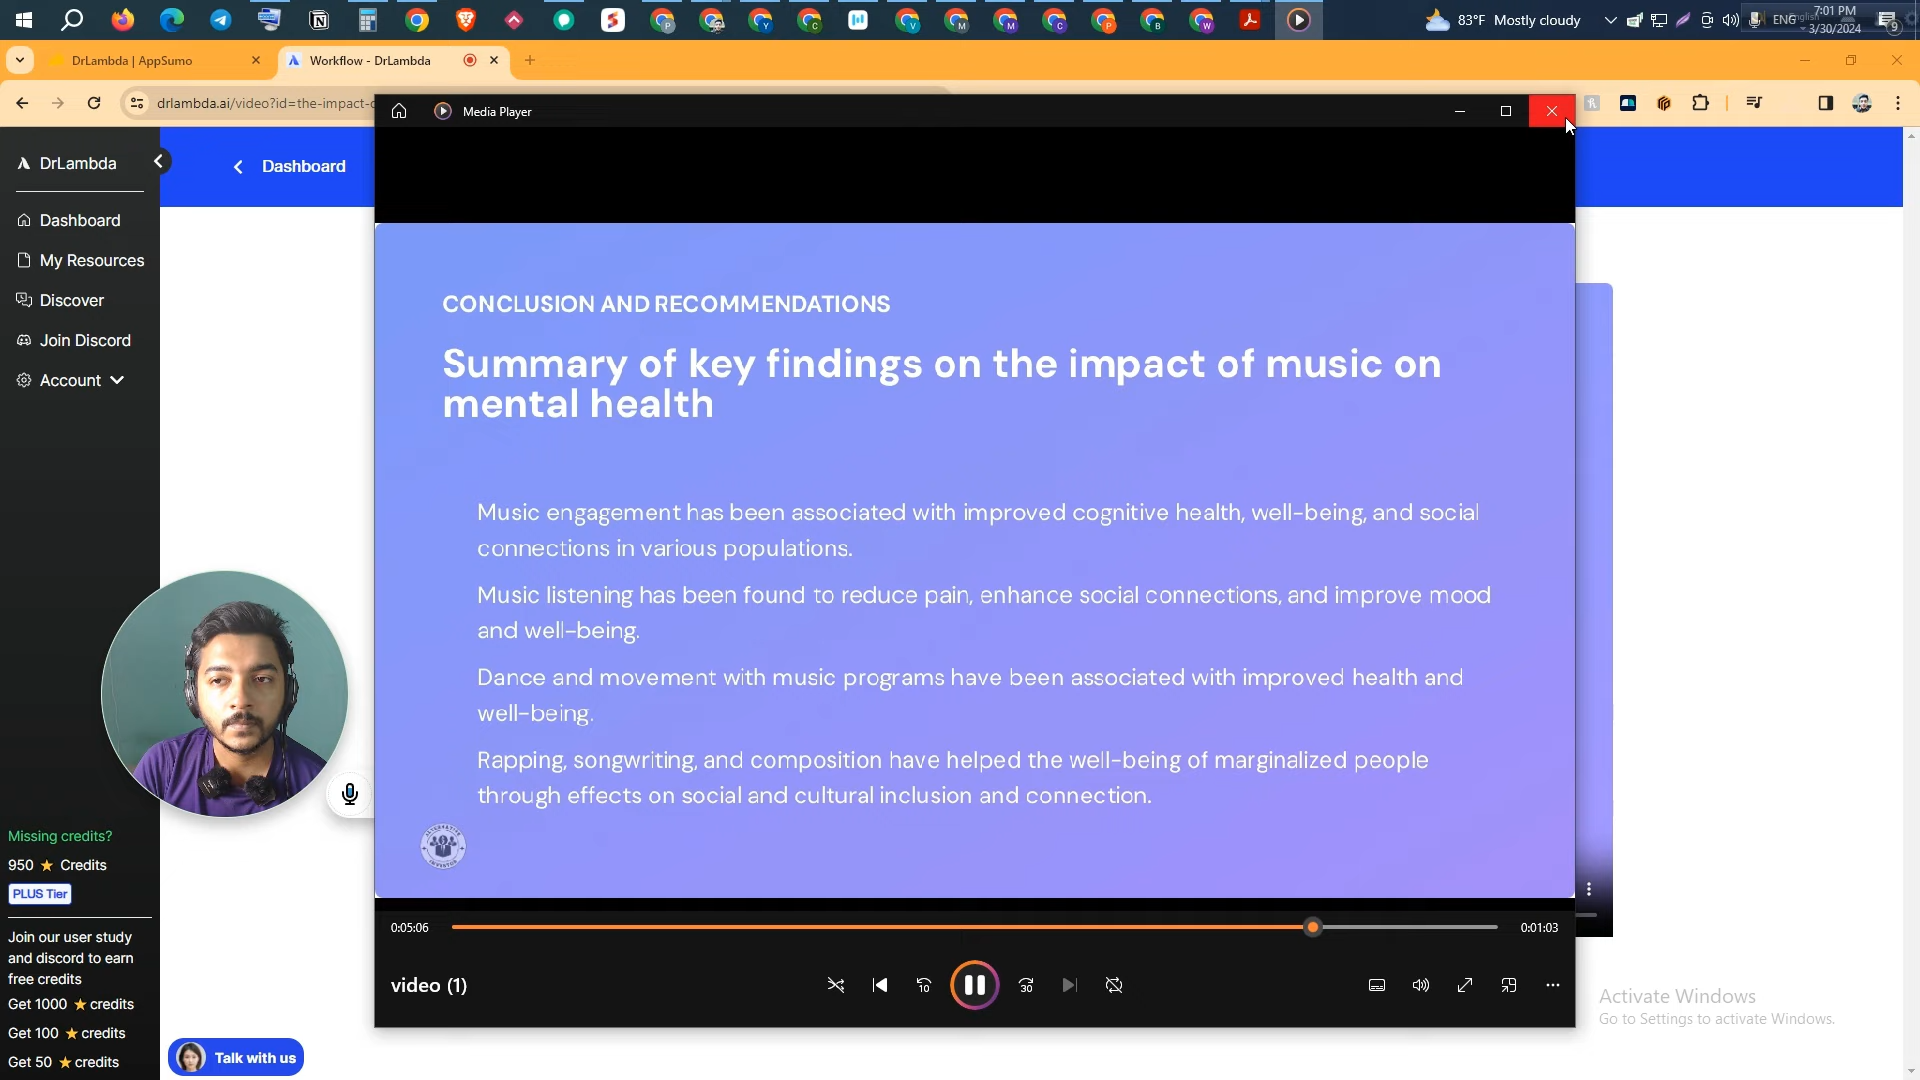 83°F Mostly cloudy
ENG
7:01 PM
3/30/2024
9
DrLambda | AppSumo
Workflow - DrLambda
drlambda.ai/video?id=the-impact-
Media Player
DrLambda
Dashboard
Dashboard
My Resources
Discover
Join Discord
Account
CONCLUSION AND RECOMMENDATIONS
Summary of key findings on the impact of music on
mental health
Music engagement has been associated with improved cognitive health, well-being, and social
connections in various populations.
Music listening has been found to reduce pain, enhance social connections, and improve mood
and well-being.
Dance and movement with music programs have been associated with improved health and
well-being.
Rapping, songwriting, and composition have helped the well-being of marginalized people
through effects on social and cultural inclusion and connection.
Missing credits?
950 Credits
PLUS Tier
Join our user study
and discord to earn
free credits
Get 1000 credits
Get 100 credits
Get 50 credits
Talk with us
0:05:06
0:01:03
video (1)
10
30
Activate Windows
Go to Settings to activate Windows.